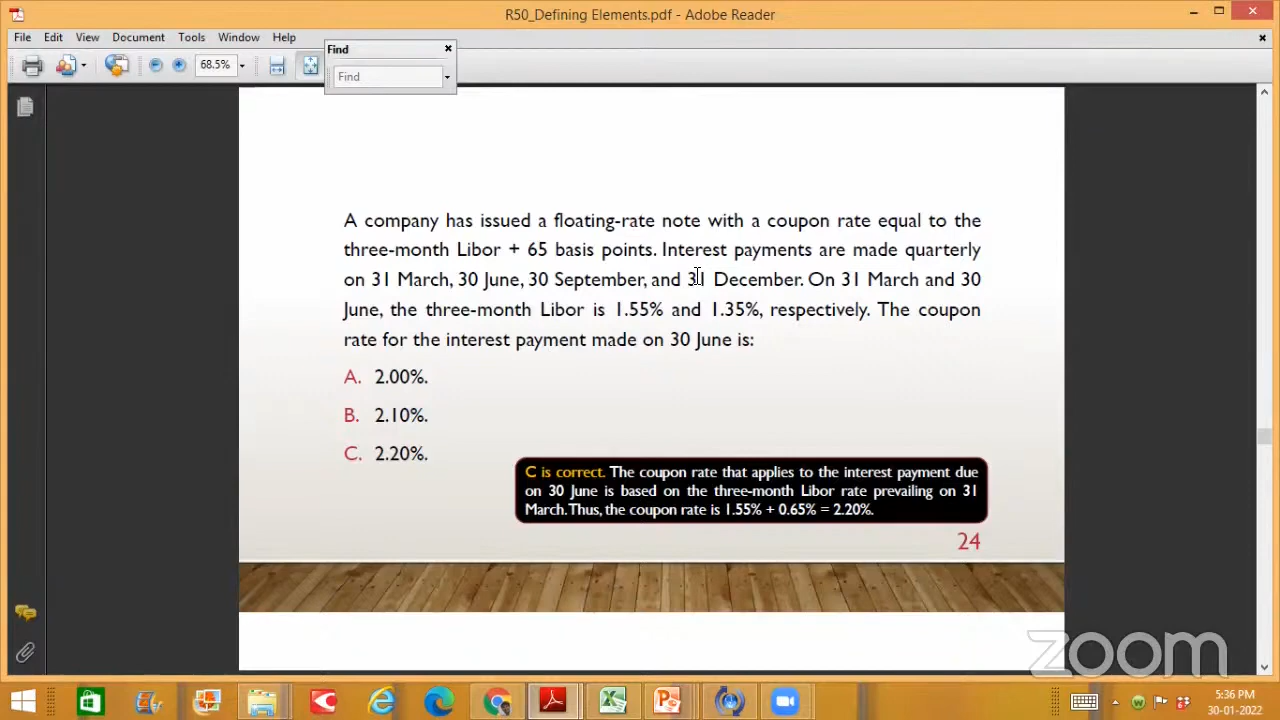 R50_Defining Elements.pdf - Adobe Reader
File Edit View Document Tools Window Help
Find
68.5%
Find
A company has issued a floating-rate note with a coupon rate equal to the
three-month Libor + 65 basis points. Interest payments are made quarterly
on 31 March, 30 June, 30 September, and 31 December. On 31 March and 30
June, the three-month Libor is 1.55% and 1.35%, respectively. The coupon
rate for the interest payment made on 30 June is:
A. 2.00%.
B. 2.10%.
C. 2.20%.
C is correct. The coupon rate that applies to the interest payment due
on 30 June is based on the three-month Libor rate prevailing on 31
March. Thus, the coupon rate is 1.55% + 0.65% = 2.20%.
24
zoom
5:36 PM
30-01-2022